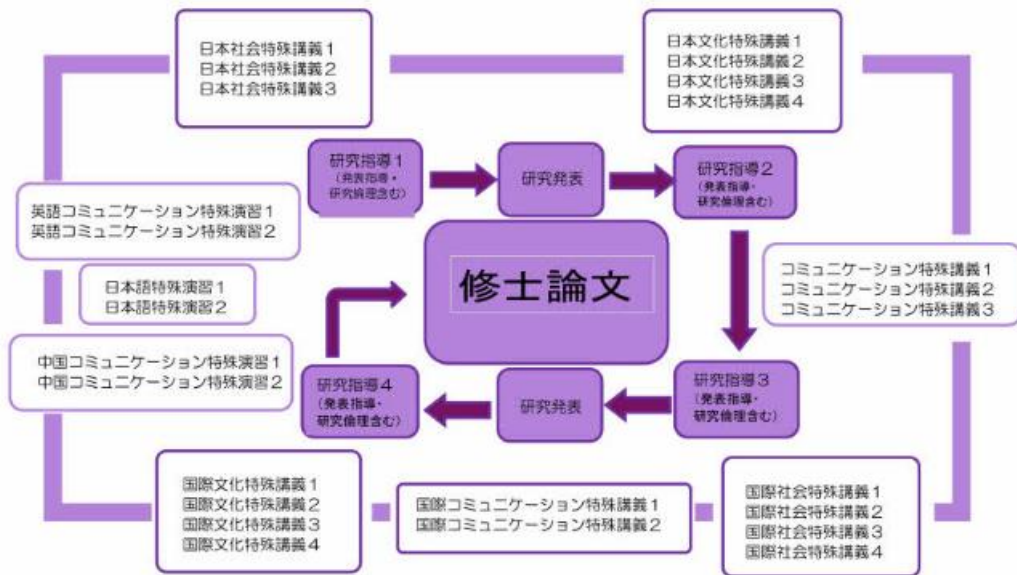 日本社会特殊講義1
日本社会特殊講義2
日本社会特殊講義3
日本文化特殊講義1
日本文化特殊講義2
日本文化特殊講義3
日本文化特殊講義4
研究指導1
(発表指導・
研究倫理含む)
研究発表
研究指導2
(発表指導・
研究倫理含む)
英語コミュニケーション特殊演習1
英語コミュニケーション特殊演習2
日本語特殊演習1
日本語特殊演習2
中国コミュニケーション特殊演習1
中国コミュニケーション特殊演習2
修士論文
コミュニケーション特殊講義1
コミュニケーション特殊講義2
コミュニケーション特殊講義3
研究指導4
(発表指導・
研究倫理含む)
研究発表
研究指導3
(発表指導・
研究倫理含む)
国際文化特殊講義1
国際文化特殊講義2
国際文化特殊講義3
国際文化特殊講義4
国際コミュニケーション特殊講義1
国際コミュニケーション特殊講義2
国際社会特殊講義1
国際社会特殊講義2
国際社会特殊講義3
国際社会特殊講義4